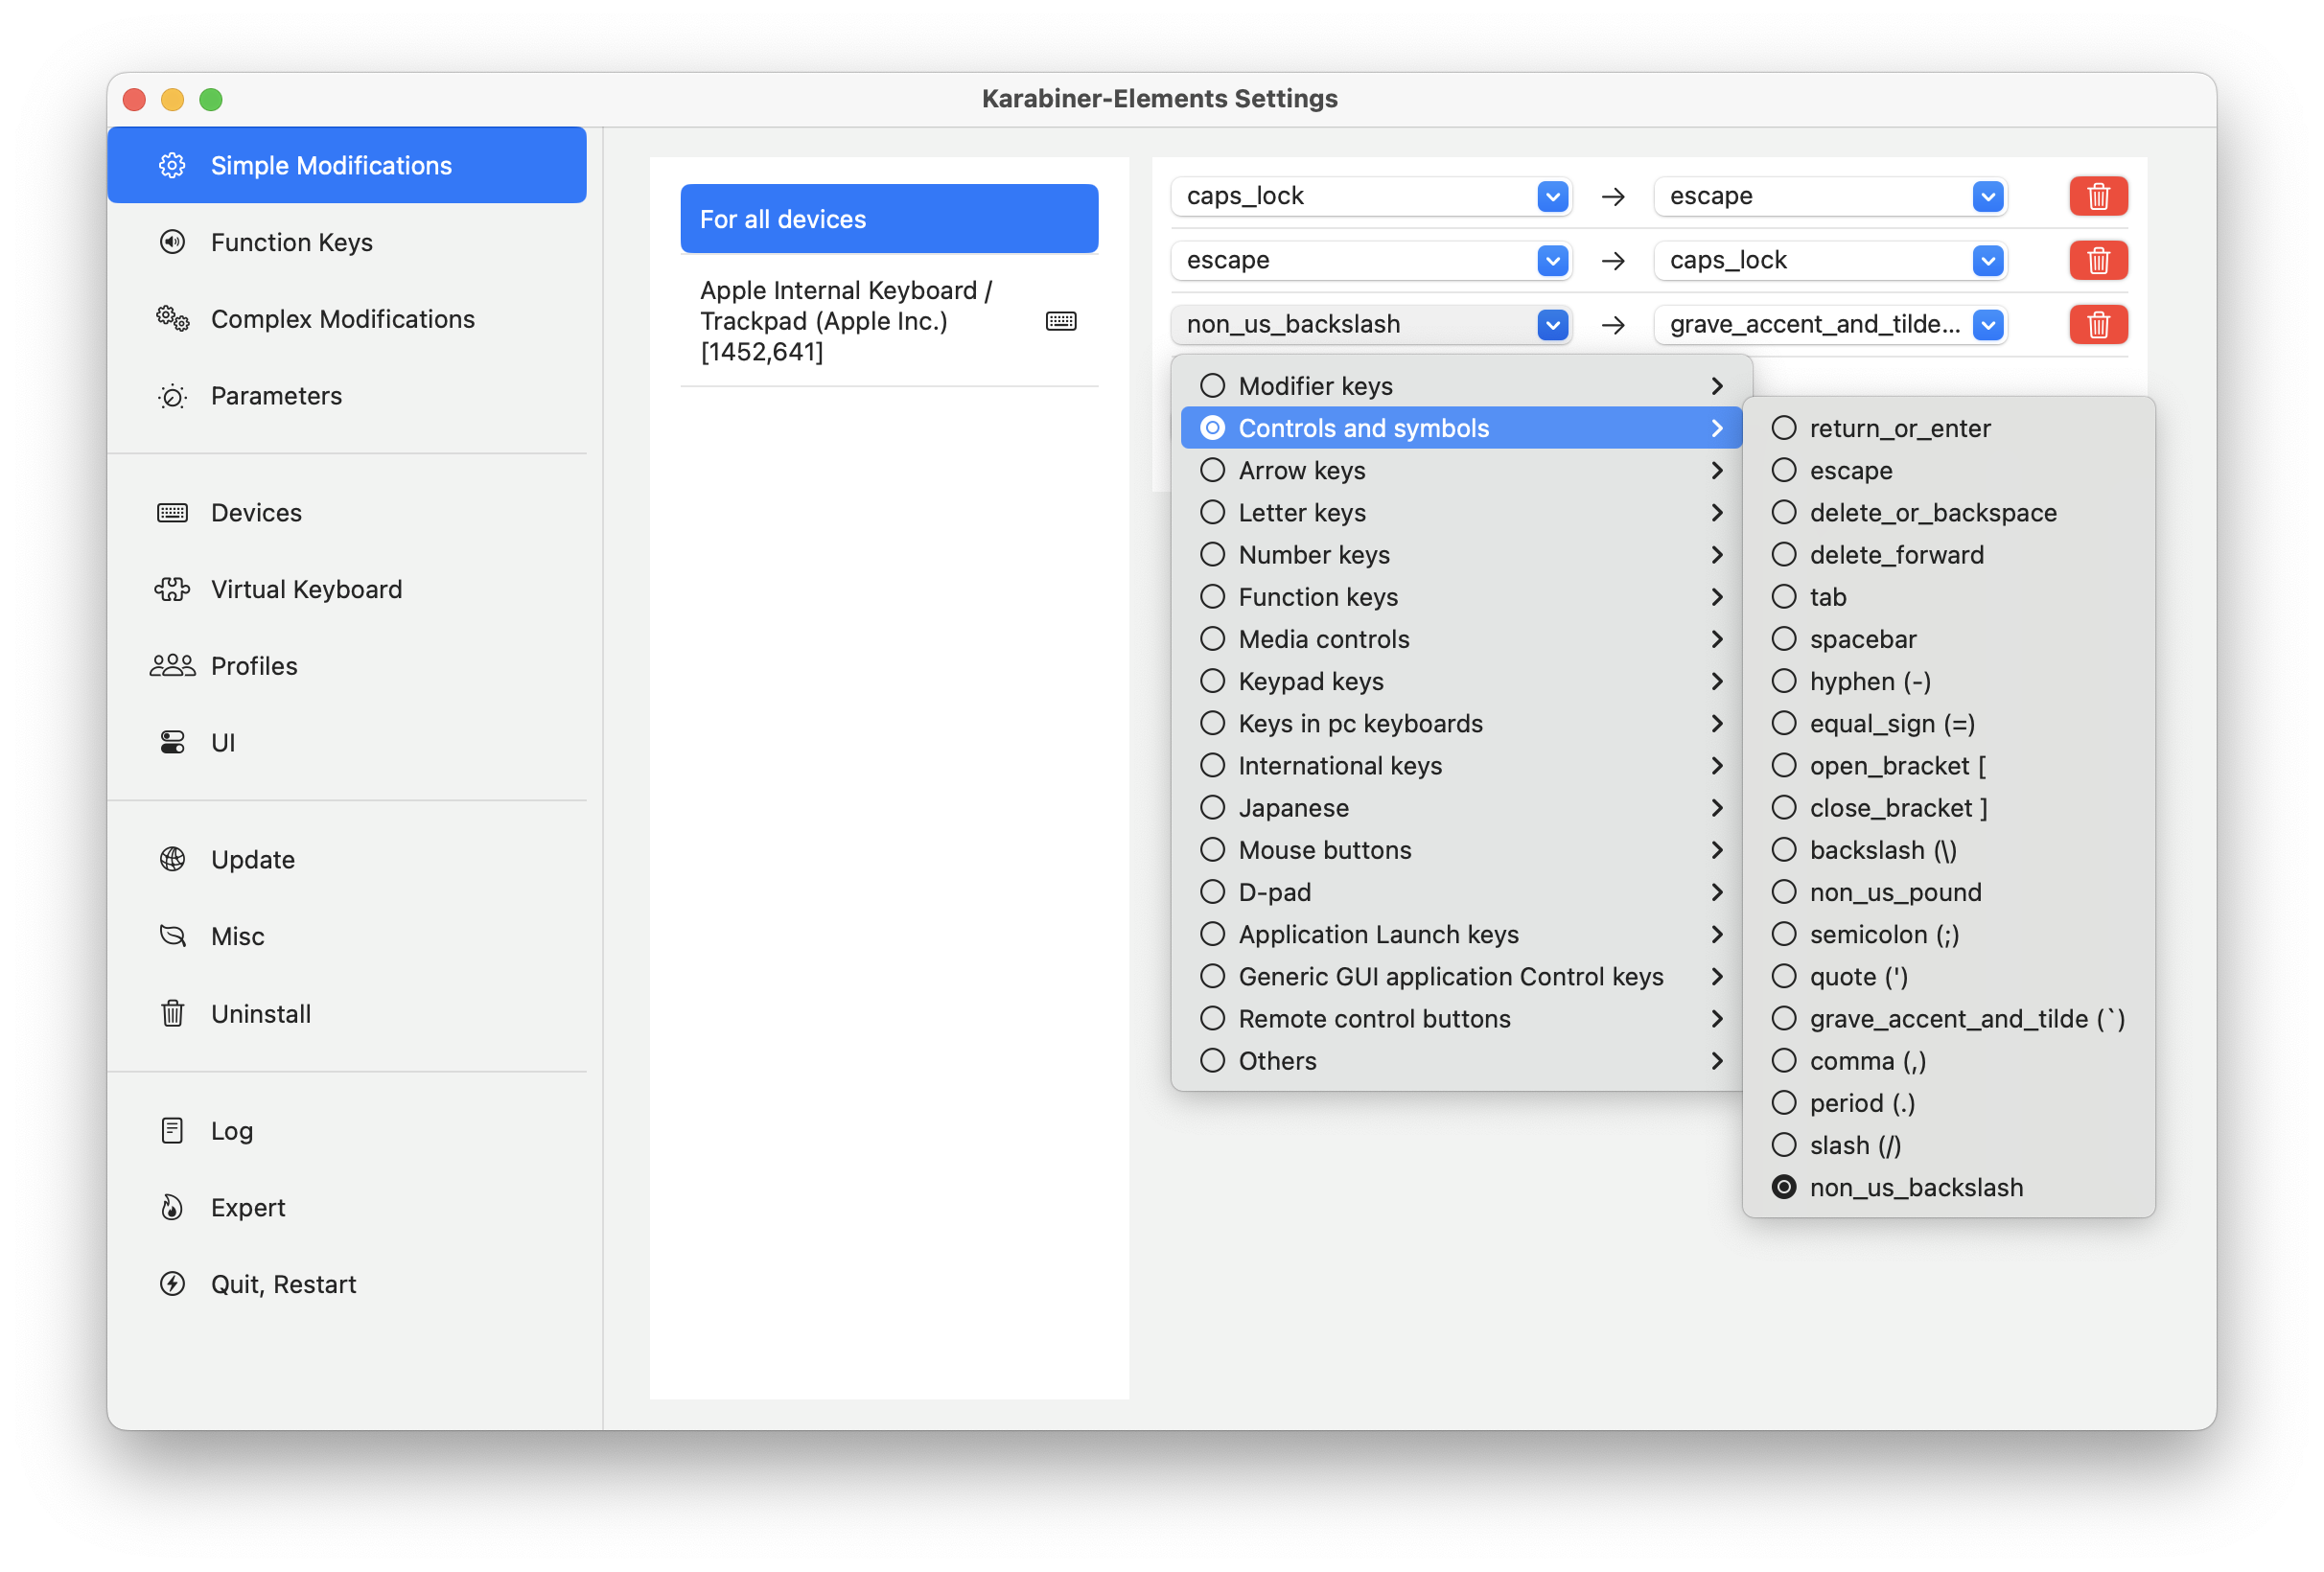 Karabiner-Elements Settings
Simple Modifications
Function Keys
Complex Modifications
Parameters
Devices
Virtual Keyboard
Profiles
UI
Update
Misc
Uninstall
Log
Expert
Quit, Restart
For all devices
Apple Internal Keyboard /
Trackpad (Apple Inc.)
[1452,641]
caps_lock → escape
escape → caps_lock
non_us_backslash → grave_accent_and_tilde...
Modifier keys
Controls and symbols
Arrow keys
Letter keys
Number keys
Function keys
Media controls
Keypad keys
Keys in pc keyboards
International keys
Japanese
Mouse buttons
D-pad
Application Launch keys
Generic GUI application Control keys
Remote control buttons
Others
return_or_enter
escape
delete_or_backspace
delete_forward
tab
spacebar
hyphen (-)
equal_sign (=)
open_bracket [
close_bracket ]
backslash (\)
non_us_pound
semicolon (;)
quote (')
grave_accent_and_tilde (`)
comma (,)
period (.)
slash (/)
non_us_backslash